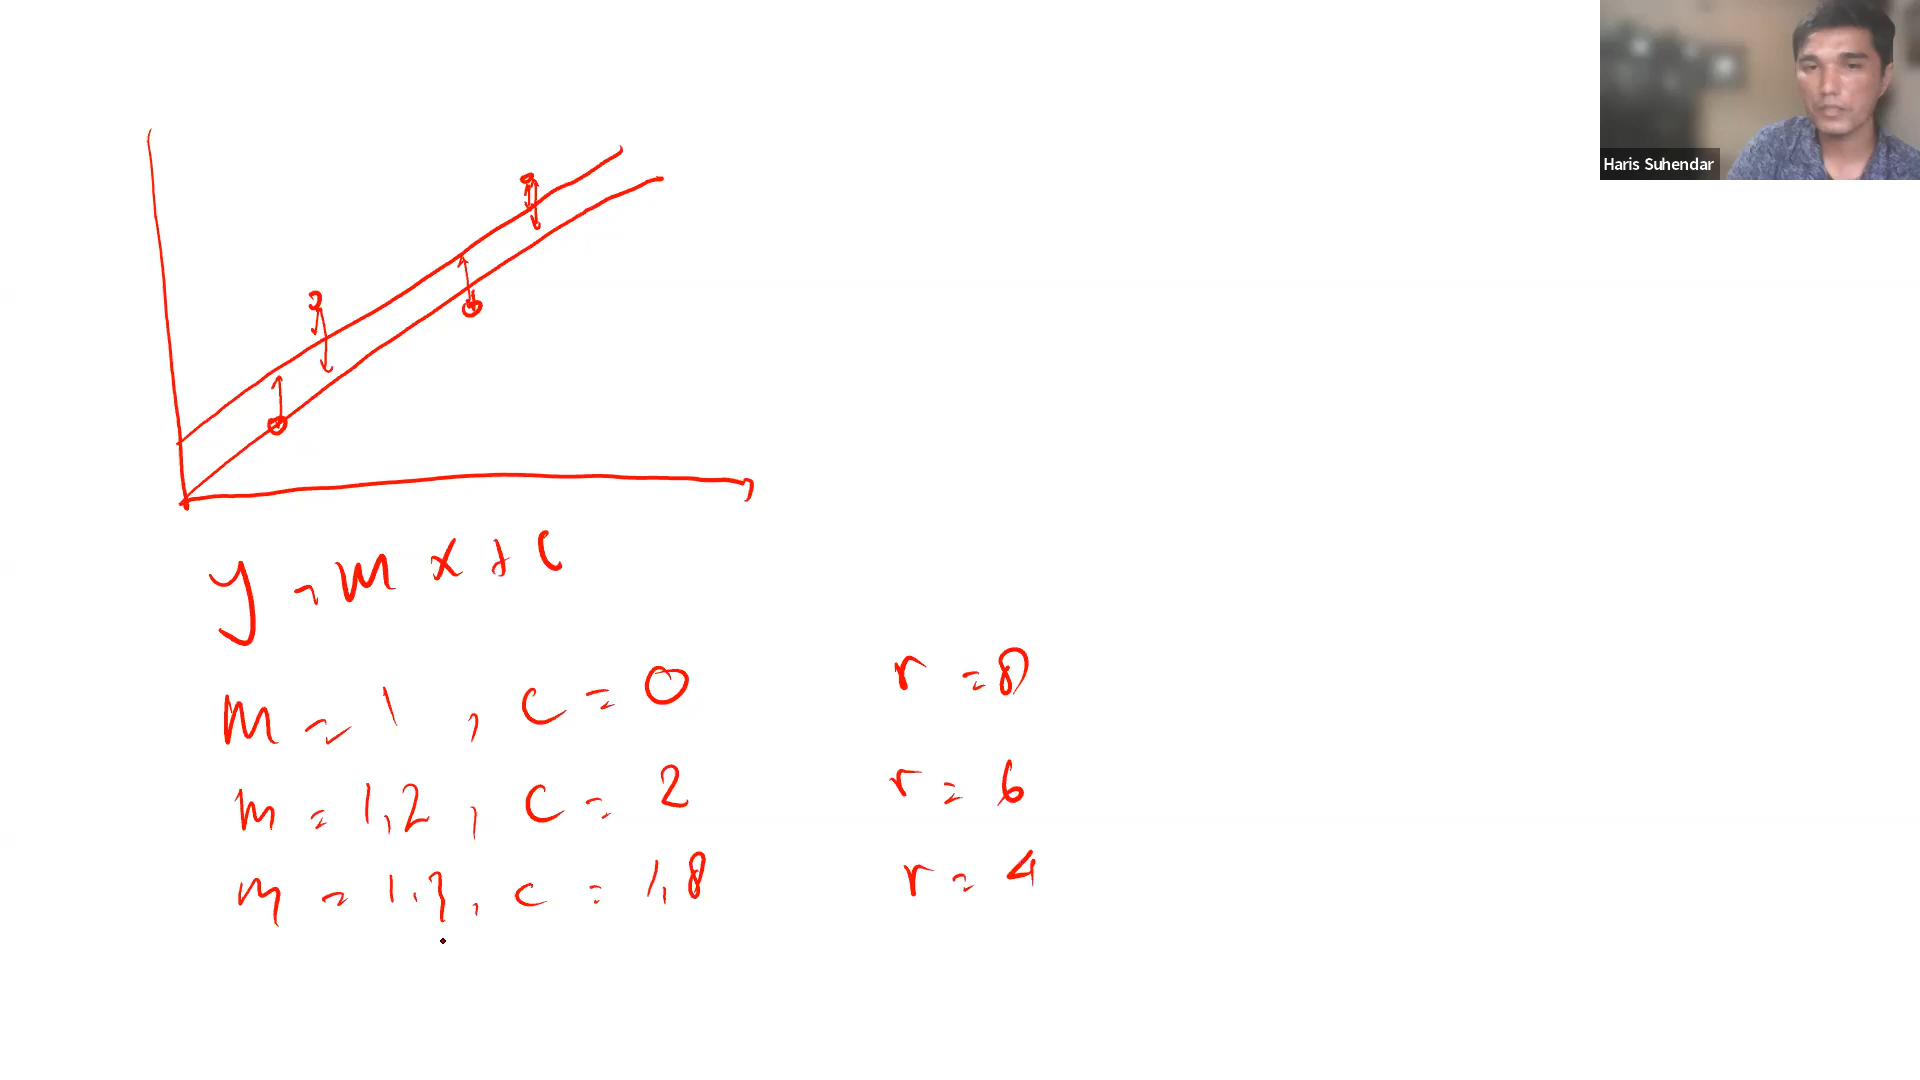 Haris Suhendar
y = mx + c
m = 1 , c = 0 r = 8
m = 1,2 , c = 2 r = 6
m = 1.3, c = 1,8 r = 4